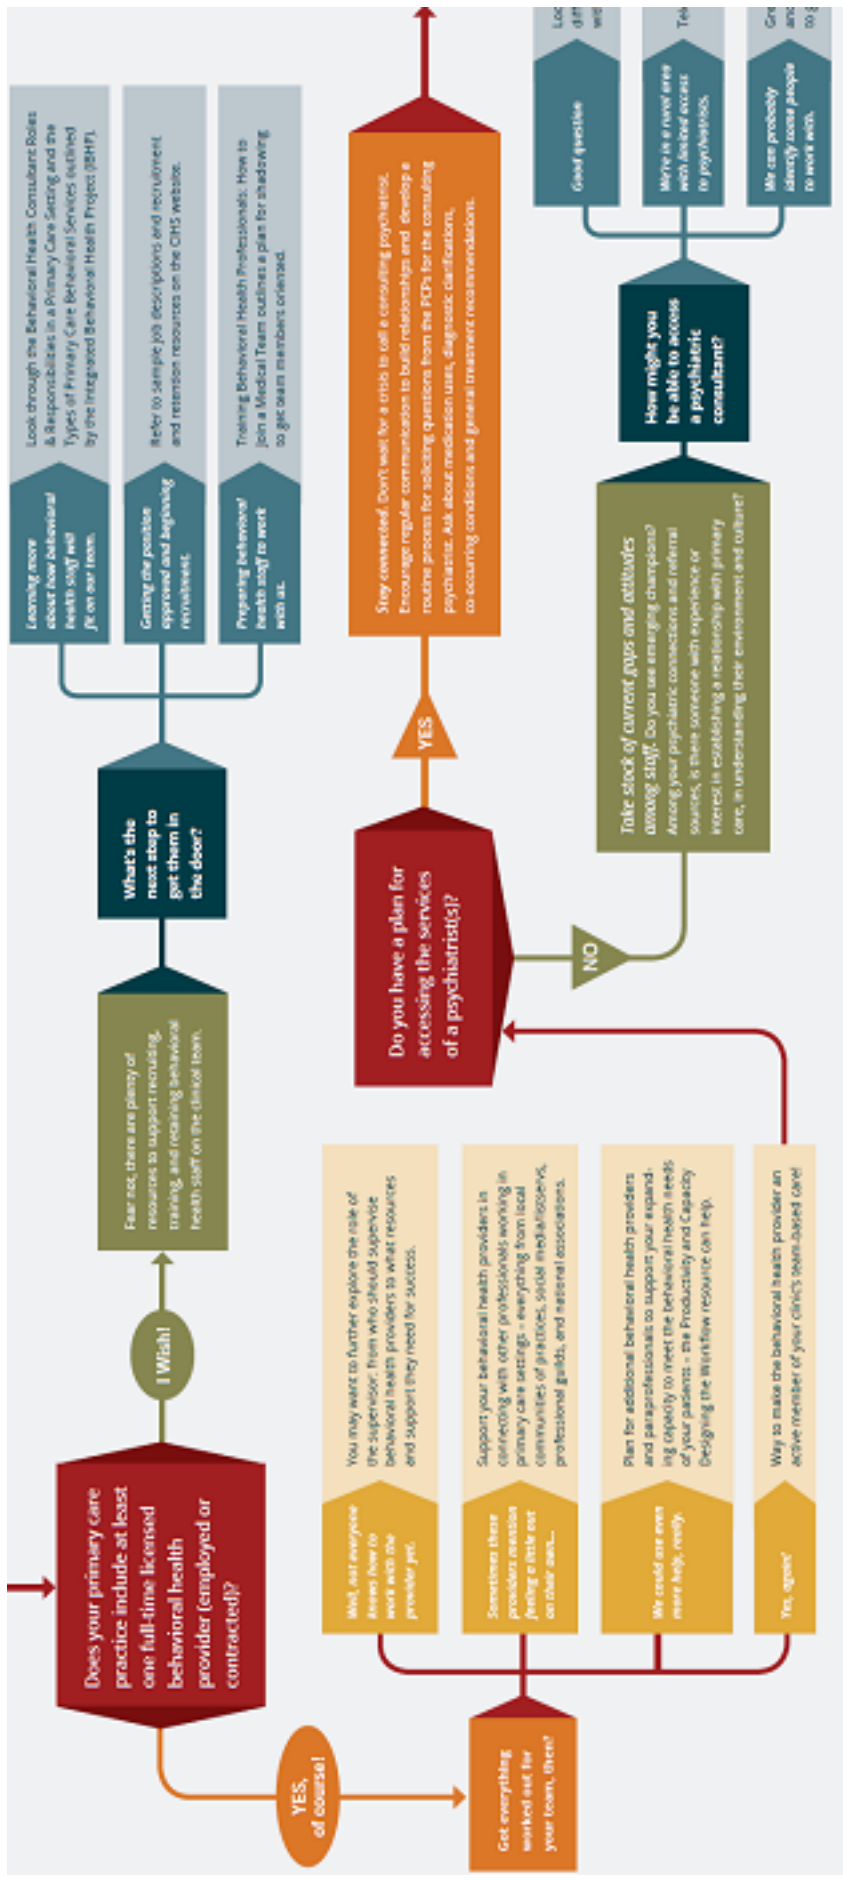 Does your primary care
practice include at least
one full-time licensed
behavioral health
provider (employed or
contracted)?
I Wish!
Fear not, there are plenty of
resources to support recruiting,
training, and retaining behavioral
health staff on the clinical team.
What's the
next step to
get them in
the door?
Learning more
about how behavioral
health staff will
fit on our team.
Look through the Behavioral Health Consultant Roles
& Responsibilities in a Primary Care Setting and the
Types of Primary Care Behavioral Services outlined
by the Integrated Behavioral Health Project (IBHP).
Getting the position
approved and beginning
recruitment.
Refer to sample job descriptions and recruitment
and retention resources on the CIHS website.
Preparing behavioral
health staff to work
with us.
Training Behavioral Health Professionals: How to
Join a Medical Team outlines a plan for shadowing
to get team members oriented.
YES,
of course!
Got everything
worked out for
your team, then?
Well, not everyone
knows how to
work with the
provider yet.
You may want to further explore the role of
the supervisor: from who should supervise
behavioral health providers to what resources
and support they need for success.
Sometimes these
providers mention
feeling a little out
on their own...
Support your behavioral health providers in
connecting with other professionals working in
primary care settings – everything from local
communities of practices, social media/listservs,
professional guilds, and national associations.
We could use even
more help, really.
Plan for additional behavioral health providers
and paraprofessionals to support your expand-
ing capacity to meet the behavioral health needs
of your patients – the Productivity and Capacity
Designing the Workflow resource can help.
Yes, again!
Way to make the behavioral health provider an
active member of your clinic's team-based care!
Do you have a plan for
accessing the services
of a psychiatrist(s)?
YES
Stay connected. Don't wait for a crisis to call a consulting psychiatrist.
Encourage regular communication to build relationships and develop a
routine process for soliciting questions from the PCPs for the consulting
psychiatrist. Ask about medication uses, diagnostic clarifications,
co-occurring conditions and general treatment recommendations.
NO
Take stock of current gaps and attitudes
among staff. Do you see emerging champions?
Among your psychiatric connections and referral
sources, is there someone with experience or
interest in establishing a relationship with primary
care, in understanding their environment and culture?
How might you
be able to access
a psychiatric
consultant?
Good question
We're in a rural area
with limited access
to psychiatrists.
We can probably
identify some people
to work with.